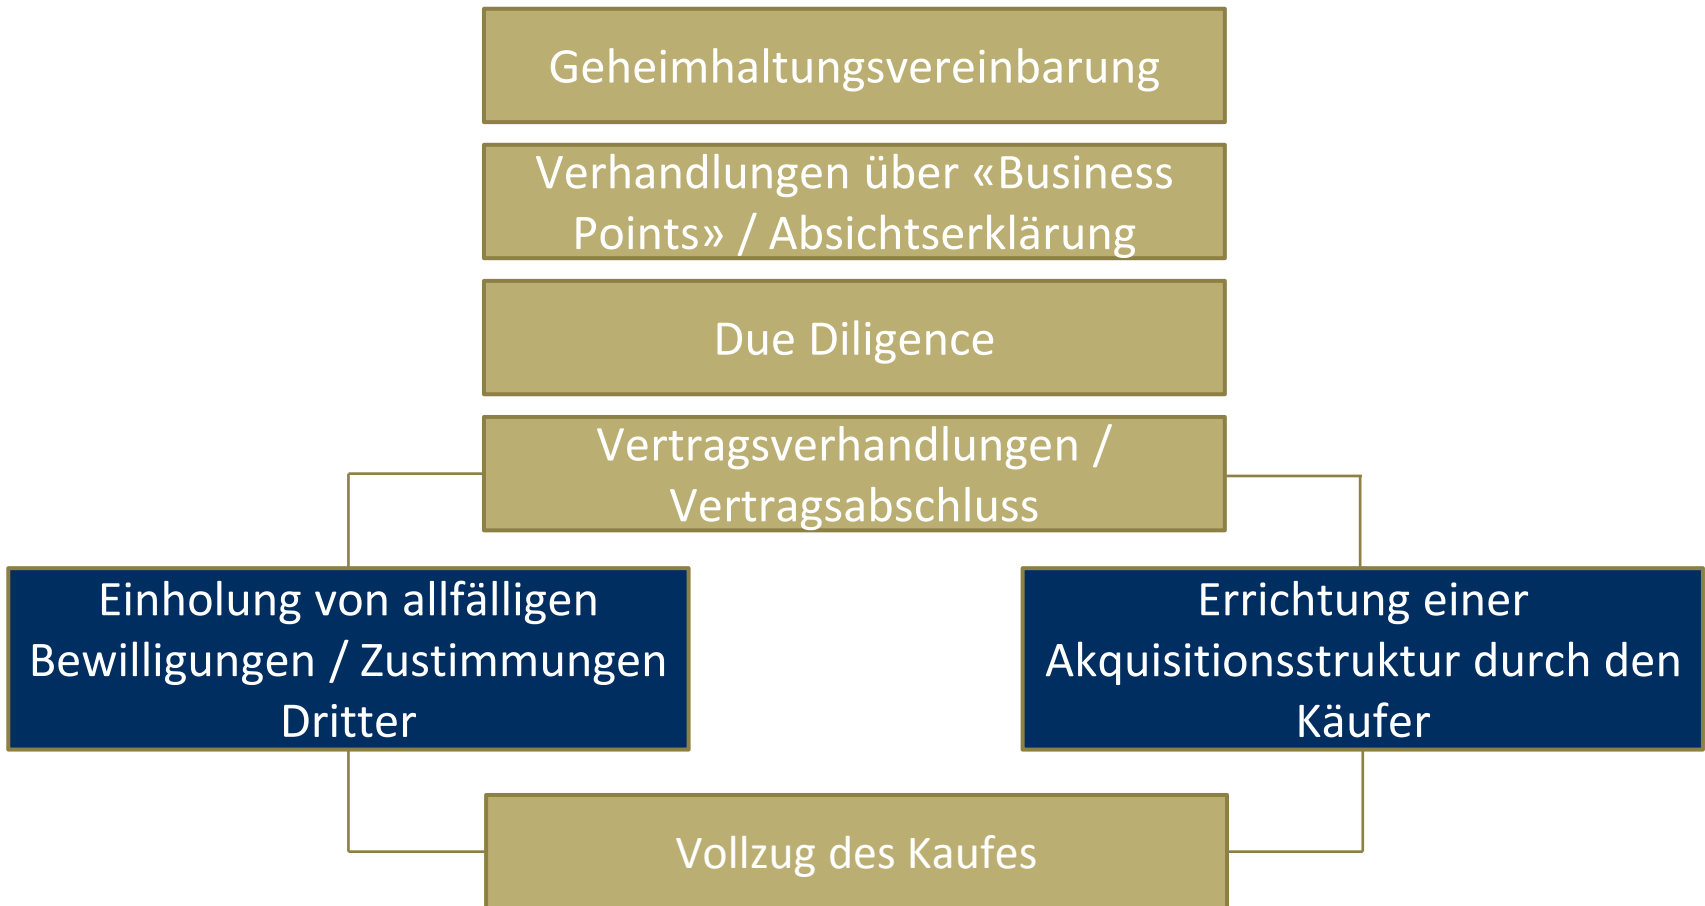 Geheimhaltungsvereinbarung
Verhandlungen über «Business
Points» / Absichtserklärung
Due Diligence
Vertragsverhandlungen /
Vertragsabschluss
Einholung von allfälligen
Bewilligungen / Zustimmungen
Dritter
Errichtung einer
Akquisitionsstruktur durch den
Käufer
Vollzug des Kaufes